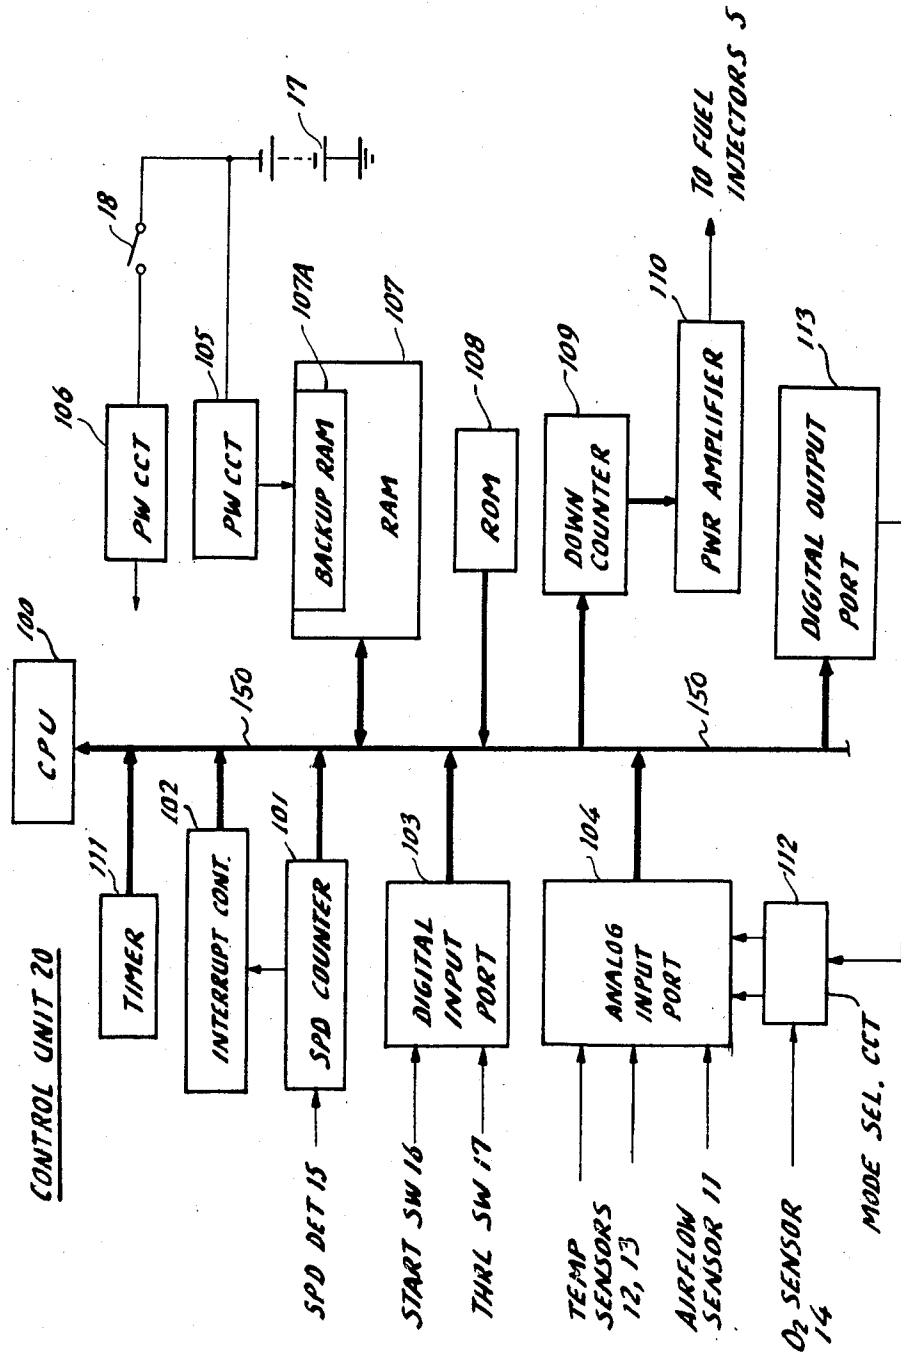 CONTROL UNIT 20
CPU
100
TIMER
111
INTERRUPT CONT.
102
SPD COUNTER
101
SPD DET 15
150
PW CCT
106
PW CCT
105
18
17
BACKUP RAM
107A
RAM
107
DIGITAL
INPUT
PORT
103
START SW 16
THRL SW 17
ROM
108
DOWN
COUNTER
109
ANALOG
INPUT
PORT
104
TEMP
SENSORS
12, 13
AIRFLOW
SENSOR 11
150
PWR AMPLIFIER
110
TO FUEL
INJECTORS 5
112
O2 SENSOR
14
MODE SEL. CCT
DIGITAL OUTPUT
PORT
113